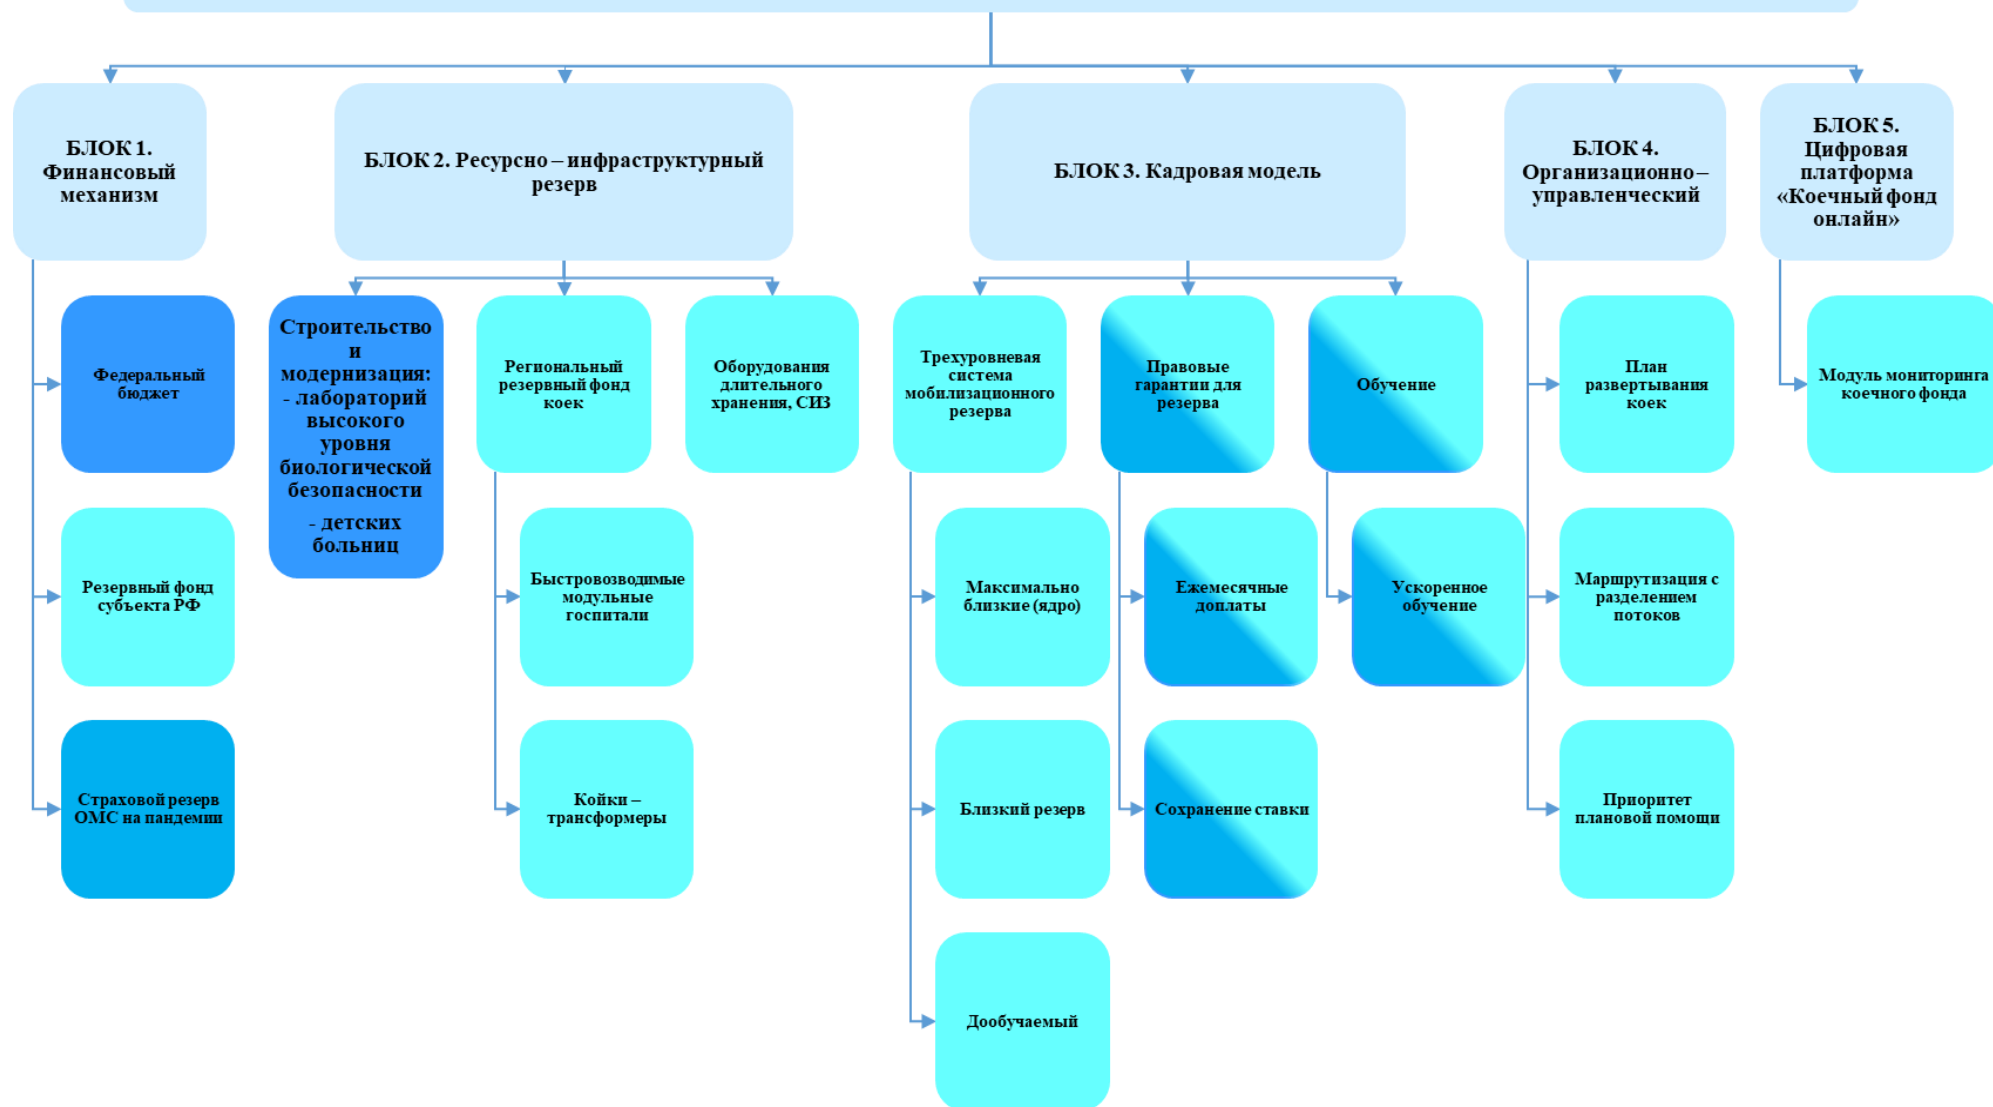 БЛОК 1.
Финансовый
механизм
БЛОК 2. Ресурсно – инфраструктурный
резерв
БЛОК 3. Кадровая модель
БЛОК 4.
Организационно –
управленческий
БЛОК 5.
Цифровая
платформа
«Коечный фонд
онлайн»
Федеральный
бюджет
Резервный фонд
субъекта РФ
Страховой резерв
ОМС на пандемии
Строительство
и
модернизация:
- лабораторий
высокого
уровня
биологической
безопасности
- детских
больниц
Региональный
резервный фонд
коек
Быстровозводимые
модульные
госпитали
Койки –
трансформеры
Оборудования
длительного
хранения, СИЗ
Трехуровневая
система
мобилизационного
резерва
Максимально
близкие (ядро)
Близкий резерв
Дообучаемый
Правовые
гарантии для
резерва
Ежемесячные
доплаты
Сохранение ставки
Обучение
Ускоренное
обучение
План
развертывания
коек
Маршрутизация с
разделением
потоков
Приоритет
плановой помощи
Модуль мониторинга
коечного фонда